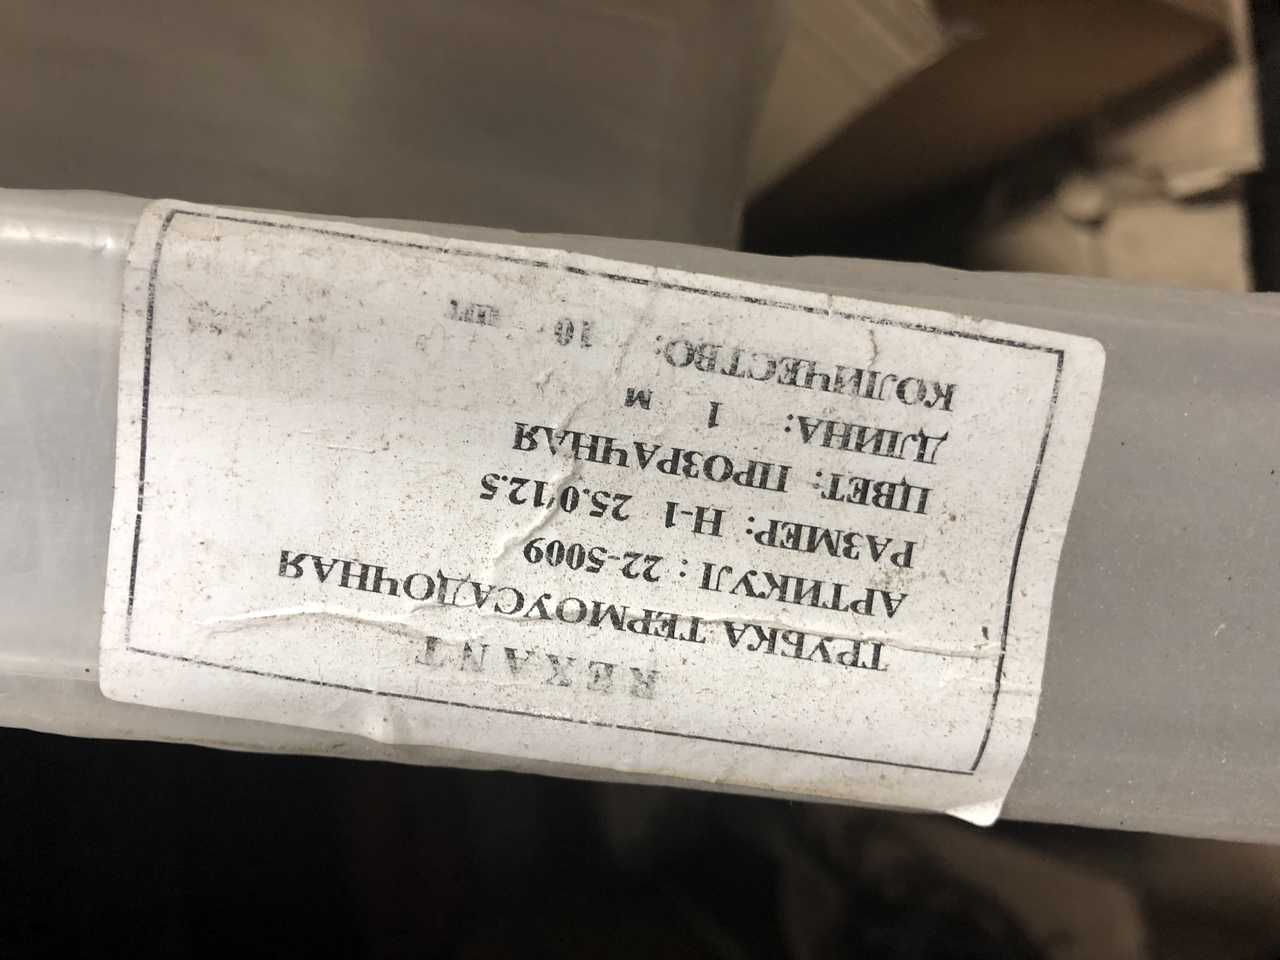 REXANT
ТРУБКА ТЕРМОУСАДОЧНАЯ
АРТИКУЛ : 22-5009
РАЗМЕР: Н-1 25.0/12.5
ЦВЕТ: ПРОЗРАЧНАЯ
ДЛИНА: 1 м
КОЛИЧЕСТВО: 10 шт